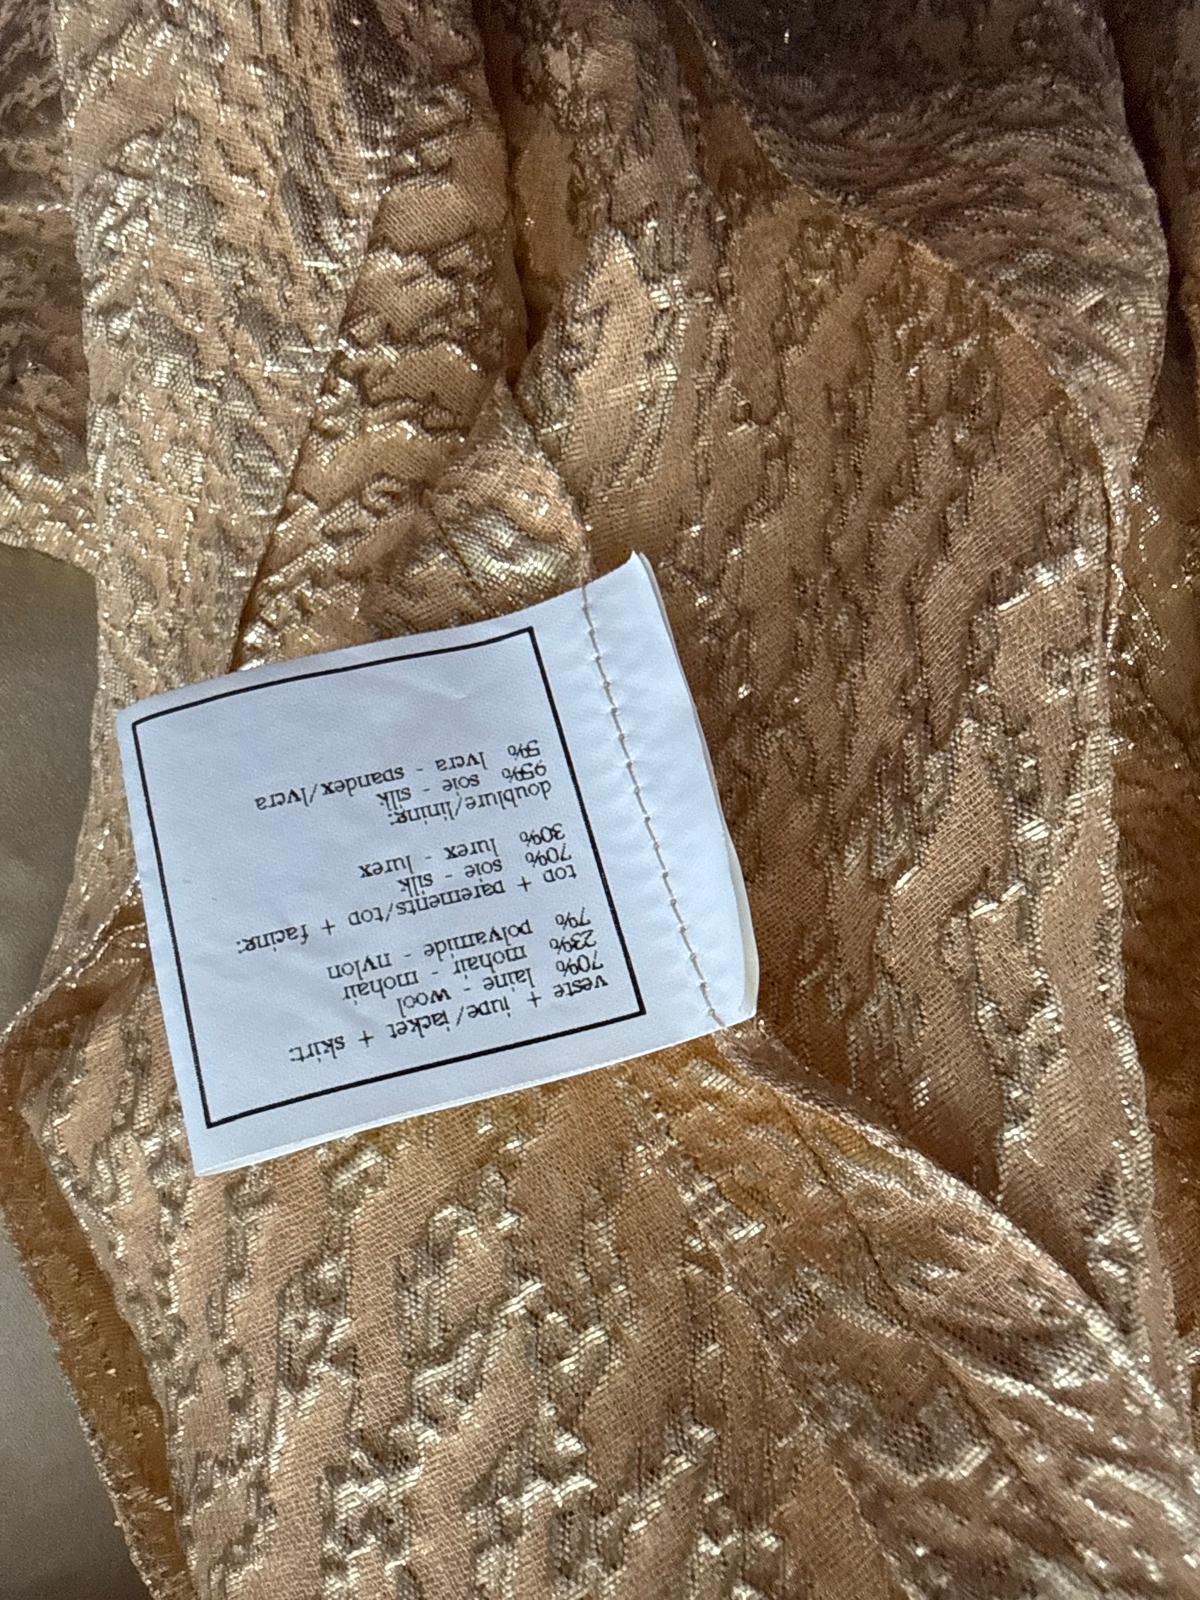 veste + jupe/jacket + skirt:
70% laine - wool
23% mohair - mohair
7% polyamide - nylon
top + parements/top + facing:
70% soie - silk
30% lurex - lurex
doublure/lining:
95% soie - silk
5% lycra - spandex/lycra